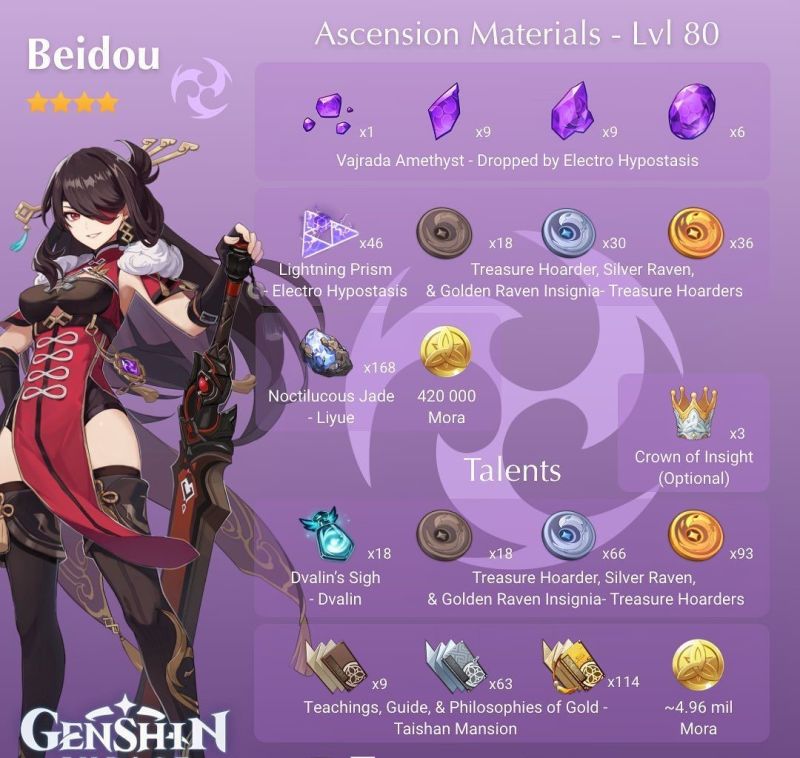 Beidou
Ascension Materials - Lvl 80
x1
x9
x9
x6
Vajrada Amethyst - Dropped by Electro Hypostasis
x46
x18
x30
x36
Lightning Prism
- Electro Hypostasis
Treasure Hoarder, Silver Raven,
& Golden Raven Insignia- Treasure Hoarders
x168
Noctilucous Jade
- Liyue
420 000
Mora
x3
Crown of Insight
(Optional)
Talents
x18
x18
x66
x93
Dvalin's Sigh
- Dvalin
Treasure Hoarder, Silver Raven,
& Golden Raven Insignia- Treasure Hoarders
x9
x63
x114
Teachings, Guide, & Philosophies of Gold -
Taishan Mansion
~4.96 mil
Mora
GENSHIN